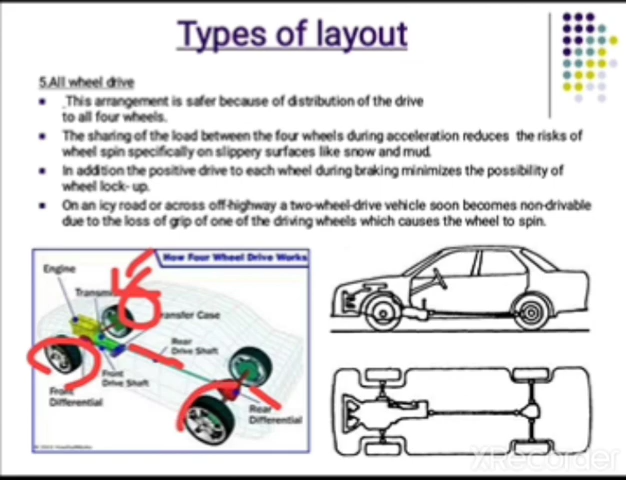 Types of layout
5.All wheel drive
This arrangement is safer because of distribution of the drive
to all four wheels.
The sharing of the load between the four wheels during acceleration reduces the risks of
wheel spin specifically on slippery surfaces like snow and mud.
In addition the positive drive to each wheel during braking minimizes the possibility of
wheel lock- up.
On an icy road or across off-highway a two-wheel-drive vehicle soon becomes non-drivable
due to the loss of grip of one of the driving wheels which causes the wheel to spin.
How Four Wheel Drive Works
Engine
Case
Rear
Drive Shaft
Front
Drive Shaft
Differential
Rear
Differential
XRecorder